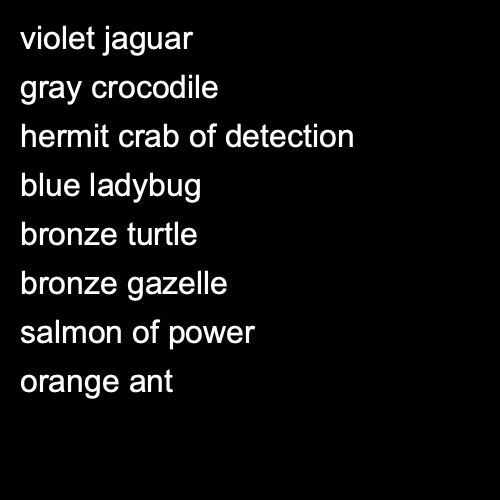 violet jaguar
gray crocodile
hermit crab of detection
blue ladybug
bronze turtle
bronze gazelle
salmon of power
orange ant